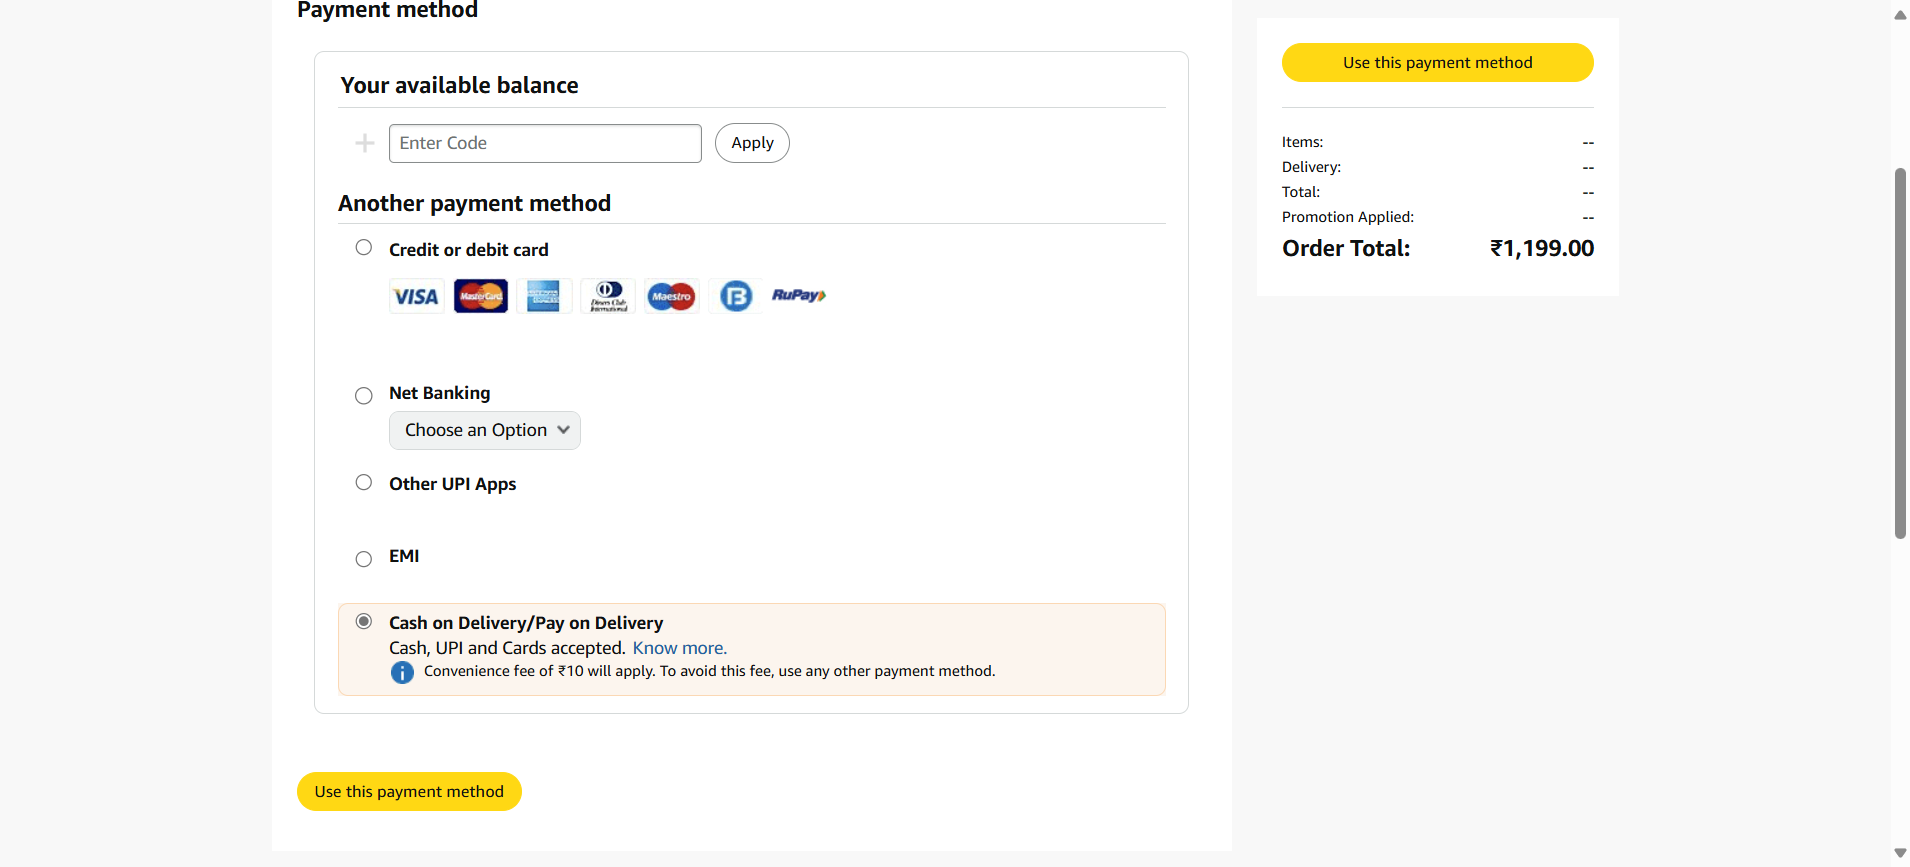 Payment method
Your available balance
Enter Code
Apply
Another payment method
Credit or debit card
VISA
MasterCard
Diners Club
International
Maestro
RuPay
Net Banking
Choose an Option
Other UPI Apps
EMI
Cash on Delivery/Pay on Delivery
Cash, UPI and Cards accepted. Know more.
Convenience fee of ₹10 will apply. To avoid this fee, use any other payment method.
Use this payment method
Use this payment method
Items: --
Delivery: --
Total: --
Promotion Applied: --
Order Total: ₹1,199.00